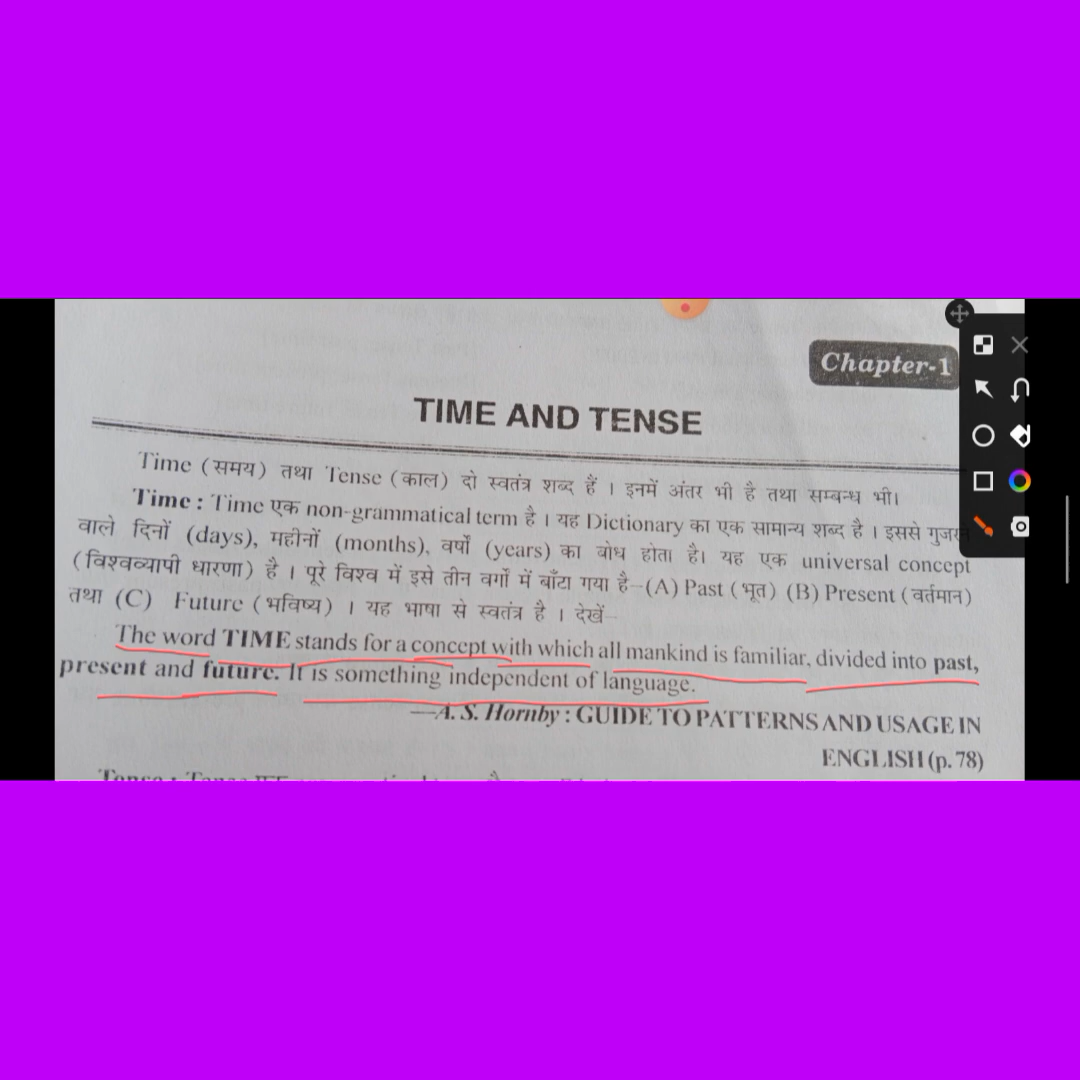 Chapter-1
TIME AND TENSE
Time (समय) तथा Tense (काल) दो स्वतंत्र शब्द हैं । इनमें अंतर भी है तथा सम्बन्ध भी।
Time : Time एक non-grammatical term है । यह Dictionary का एक सामान्य शब्द है । इससे
वाले दिनों (days), महीनों (months), वर्षों (years) का बोध होता है। यह एक universal concept
(विश्वव्यापी धारणा) है । पूरे विश्व में इसे तीन वर्गों में बाँटा गया है–(A) Past (भूत) (B) Present (वर्तमान)
तथा (C) Future (भविष्य) । यह भाषा से स्वतंत्र है । देखें–
The word TIME stands for a concept with which all mankind is familiar, divided into past,
present and future. It is something independent of language.
—A. S. Hornby : GUIDE TO PATTERNS AND USAGE IN
ENGLISH (p. 78)
Tense : Tense